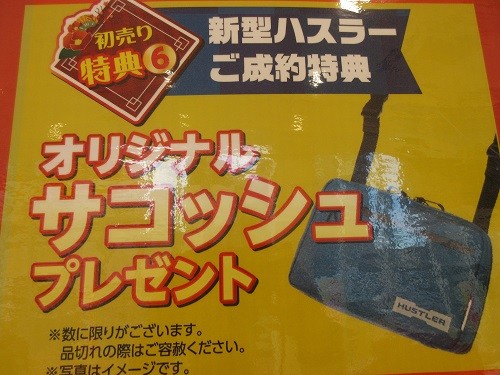 初売り
特典6
新型ハスラー
ご成約特典
オリジナル
サコッシュ
プレゼント
HUSTLER
※数に限りがございます。
品切れの際はご容赦ください。
※写真はイメージです。